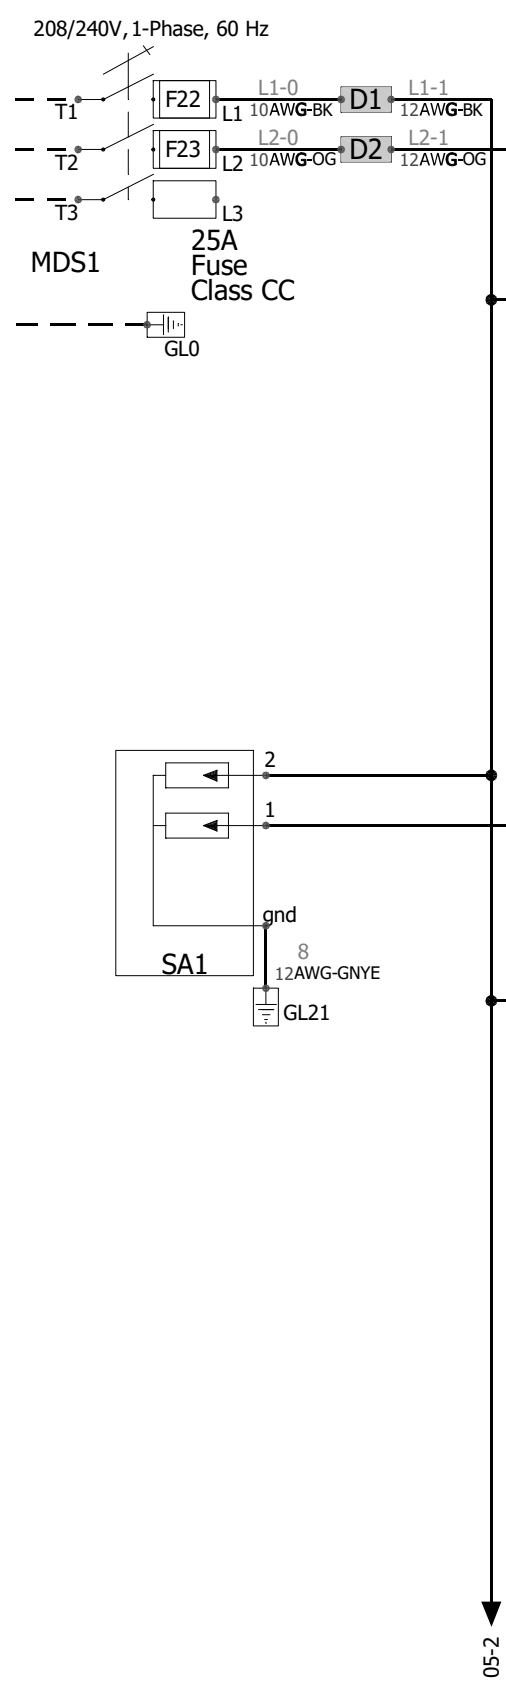 208/240V, 1-Phase, 60 Hz
T1
F22
L1
L1-0
10AWG-BK
D1
L1-1
12AWG-BK
T2
F23
L2
L2-0
10AWG-OG
D2
L2-1
12AWG-OG
T3
L3
MDS1
25A
Fuse
Class CC
GL0
2
1
gnd
SA1
8
12AWG-GNYE
GL21
05-2